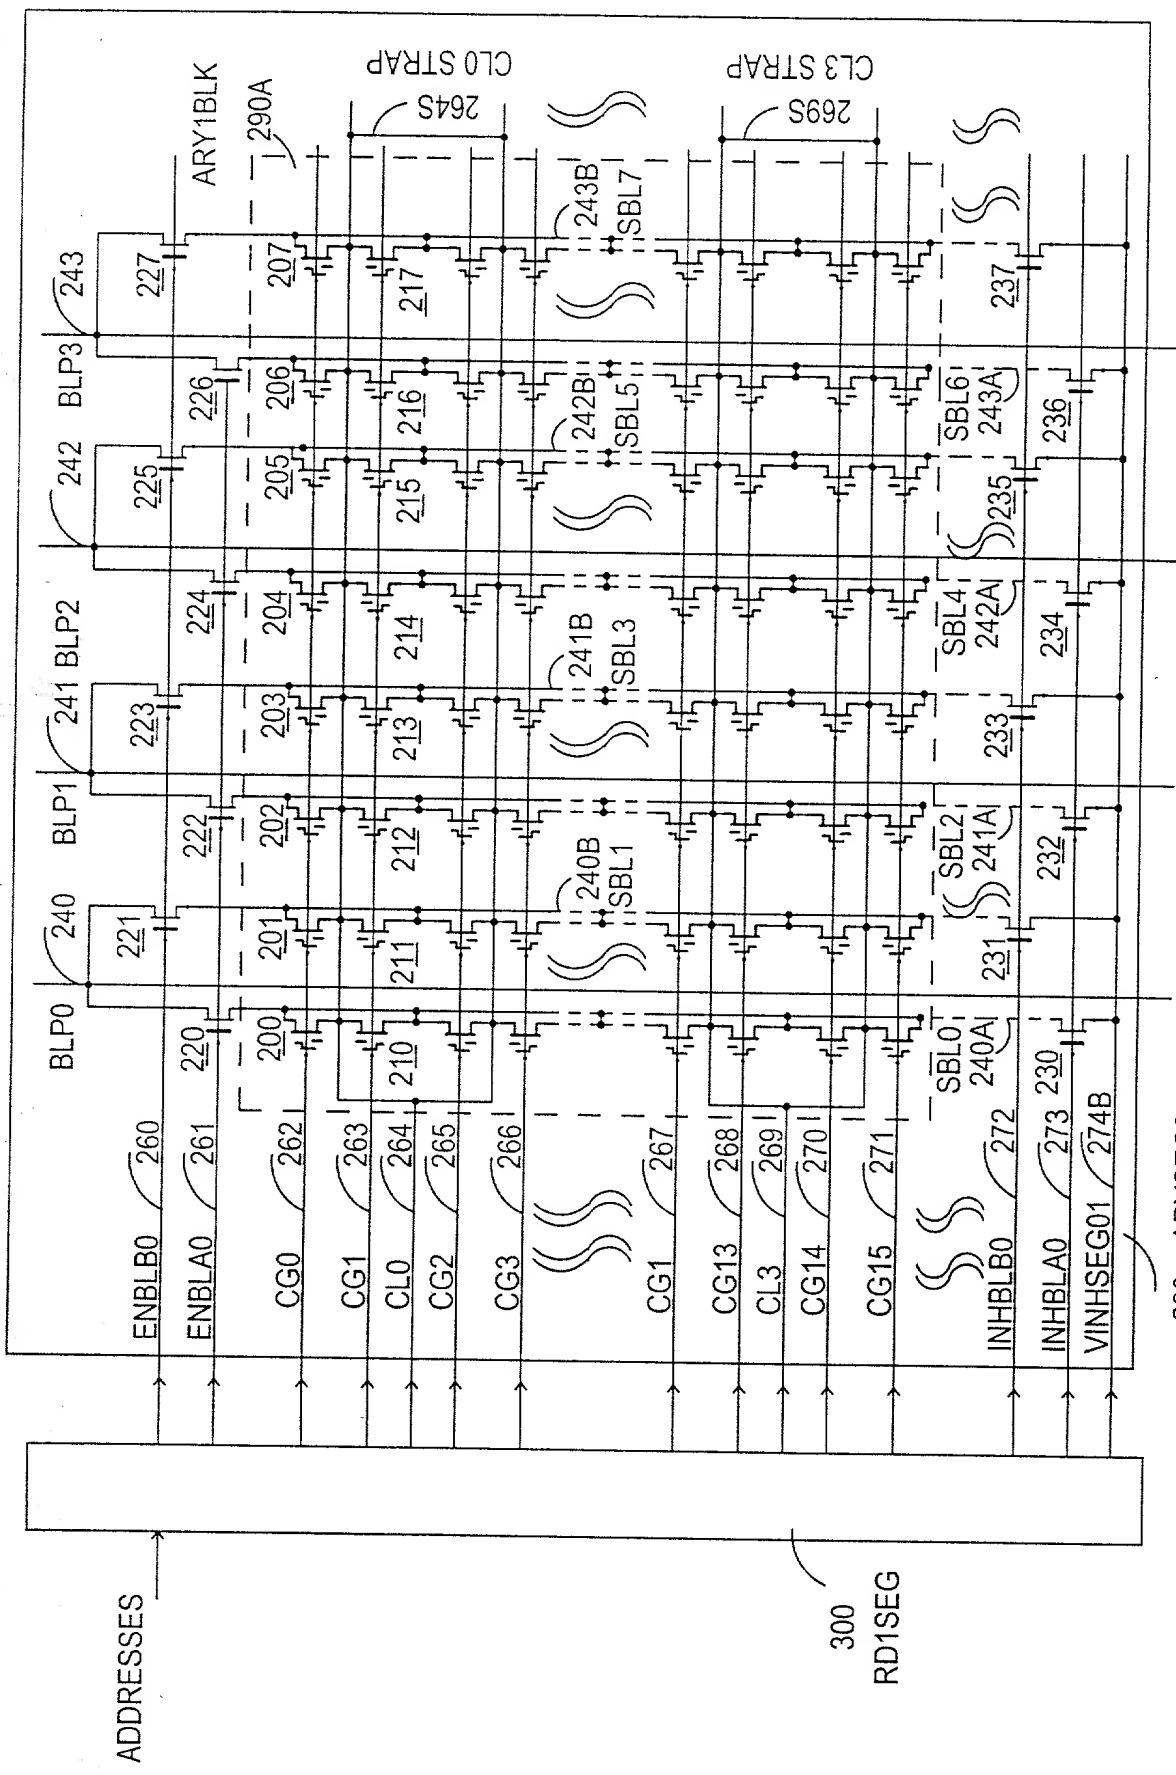 BLP0 240 BLP1 241 BLP2 242 BLP3 243
ADDRESSES
221 223 225 227
ENBLB0 260
ARY1BLK
ENBLA0 261
220 222 224 226
290A
200 201 202 203 204 205 206 207
CG0 262
CG1 263
CL0 264
210 211 212 213 214 215 216 217
CL0 STRAP
264S
CG2 265
CG3 266
240B 241B 242B 243B
SBL1 SBL3 SBL5 SBL7
CG1 267
CG13 268
CL3 269
CL3 STRAP
269S
CG14 270
300
RD1SEG
CG15 271
SBL0 SBL2 SBL4 SBL6
240A 241A 242A 243A
INHBLB0 272
231 233 235 237
INHBLA0 273
230 232 234 236
VINHSEG01 274B